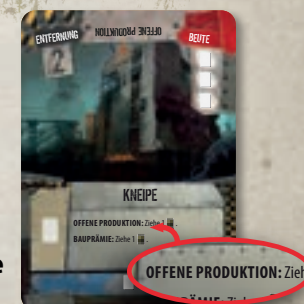 OFFENE PRODUKTION
ENTFERNUNG
BEUTE
2
KNEIPE
OFFENE PRODUKTION: Ziehe 1 .
BAUPRÄMIE: Ziehe 1 .
e
OFFENE PRODUKTION: Zieh